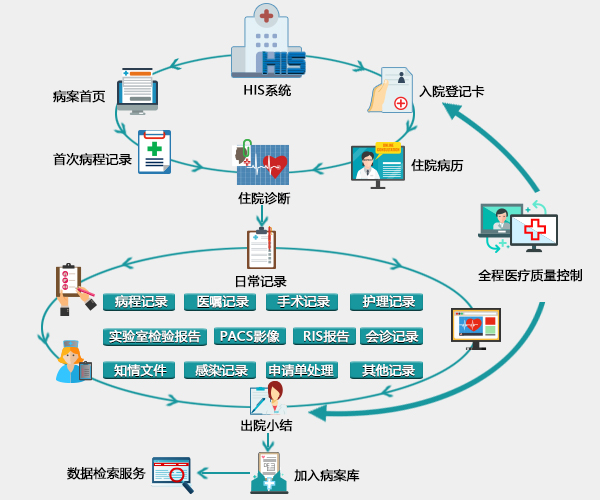 HIS
HIS系统
病案首页
入院登记卡
首次病程记录
住院病历
住院诊断
全程医疗质量控制
日常记录
病程记录
医嘱记录
手术记录
护理记录
实验室检验报告
PACS影像
RIS报告
会诊记录
知情文件
感染记录
申请单处理
其他记录
出院小结
数据检索服务
加入病案库